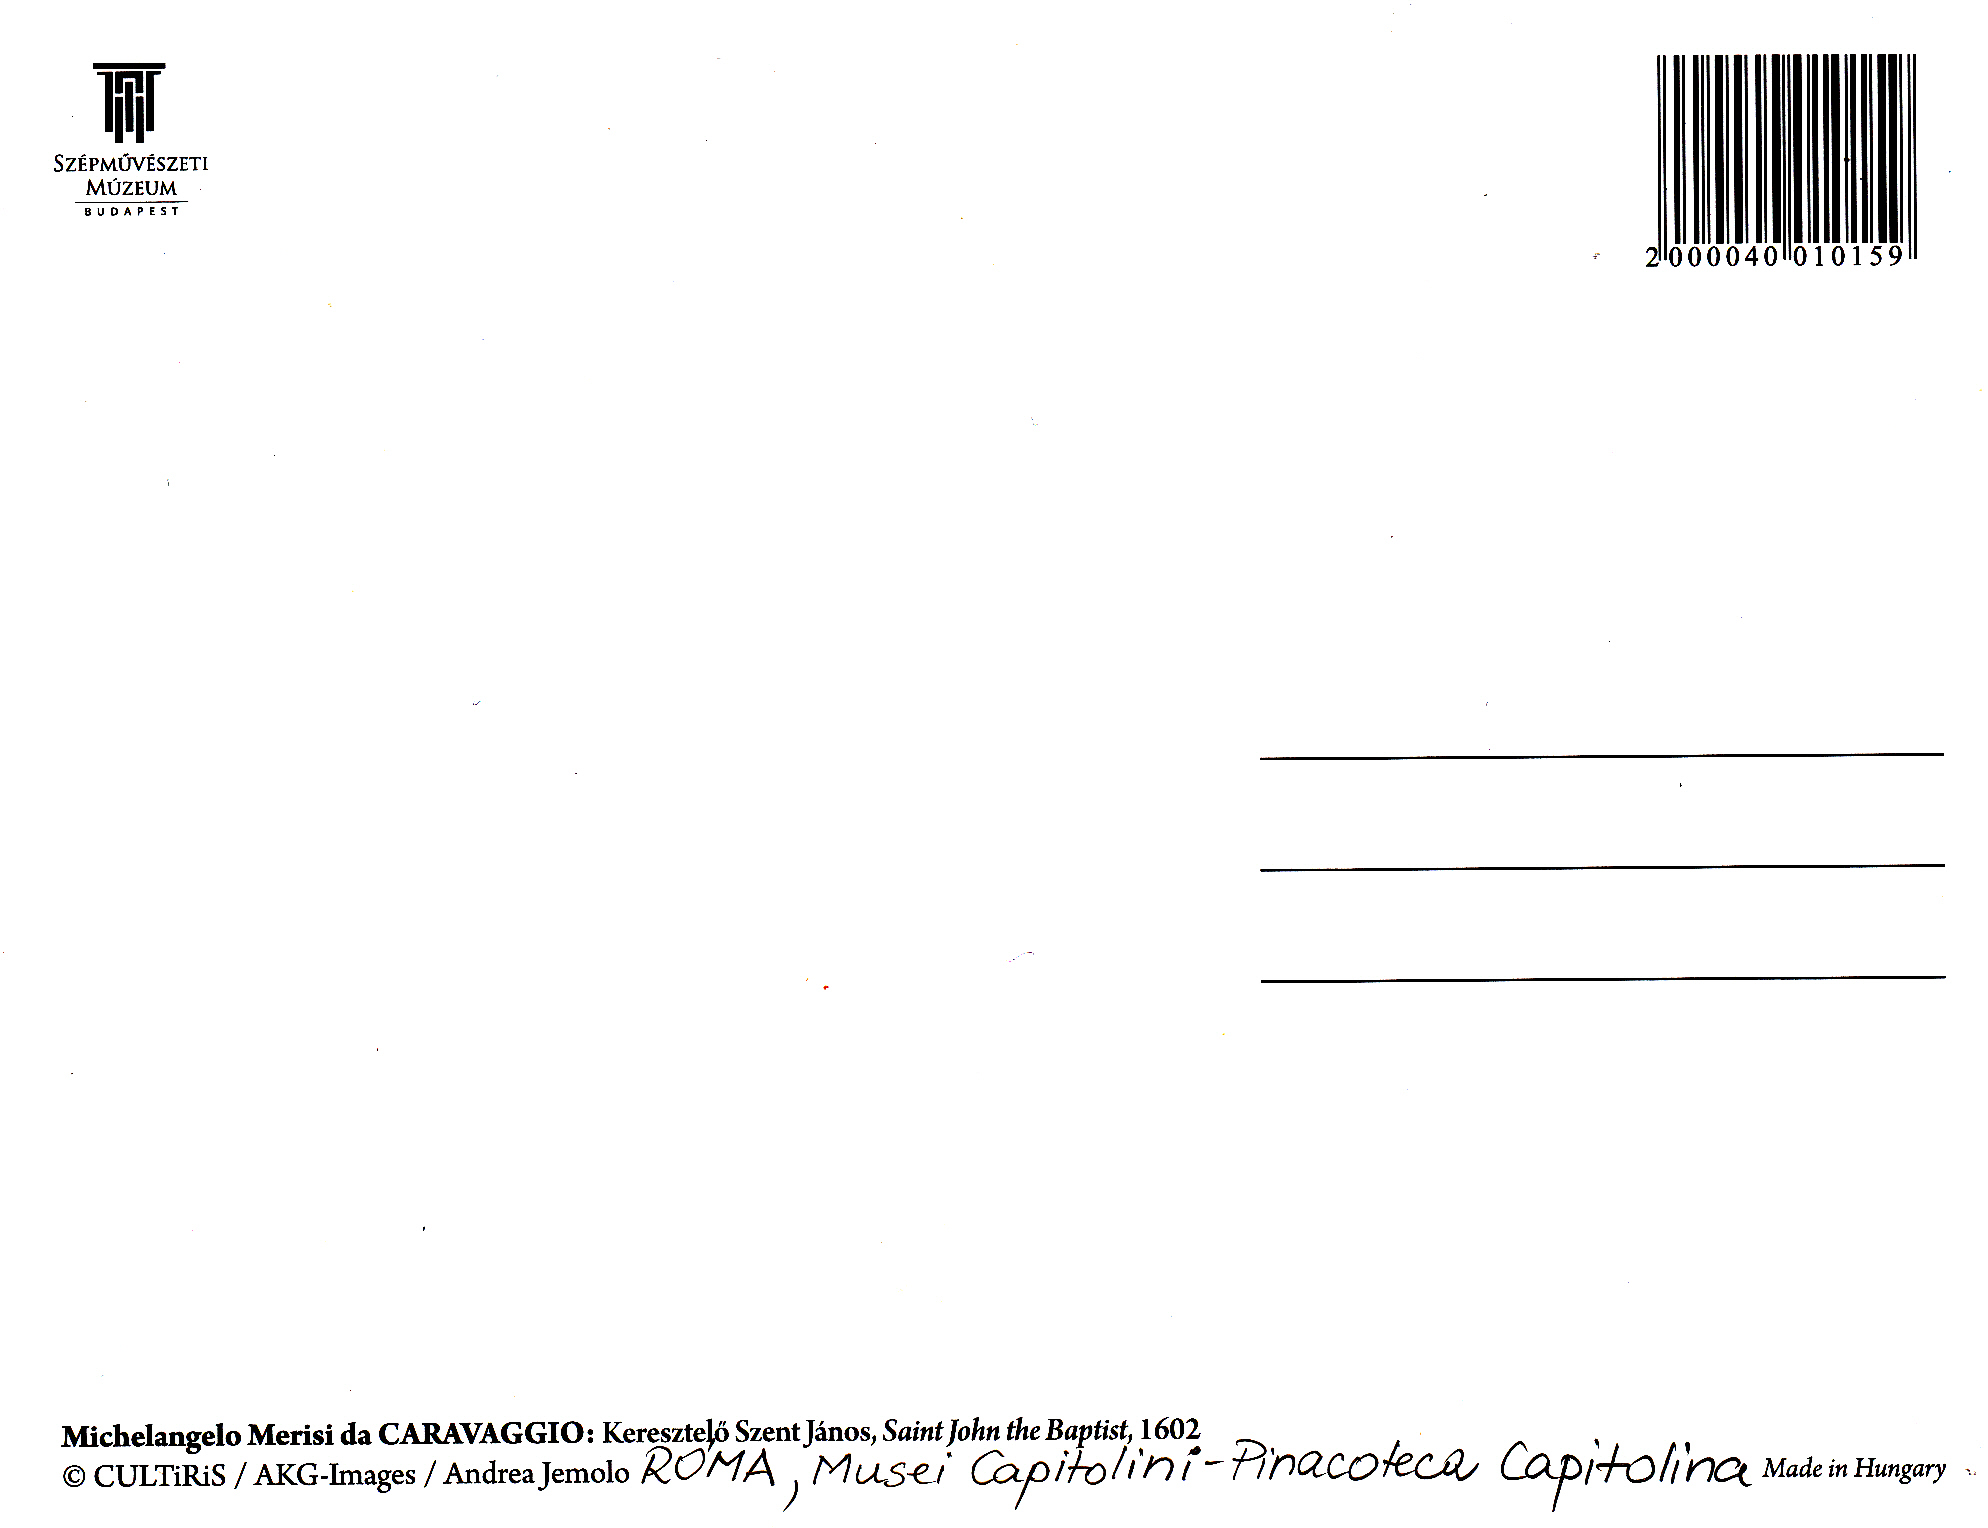 SZÉPMŰVÉSZETI
MÚZEUM
BUDAPEST
2 000040 010159
Michelangelo Merisi da CARAVAGGIO: Keresztelő Szent János, Saint John the Baptist, 1602
© CULTiRiS / AKG-Images / Andrea Jemolo ROMA, Musei Capitolini - Pinacoteca Capitolina Made in Hungary